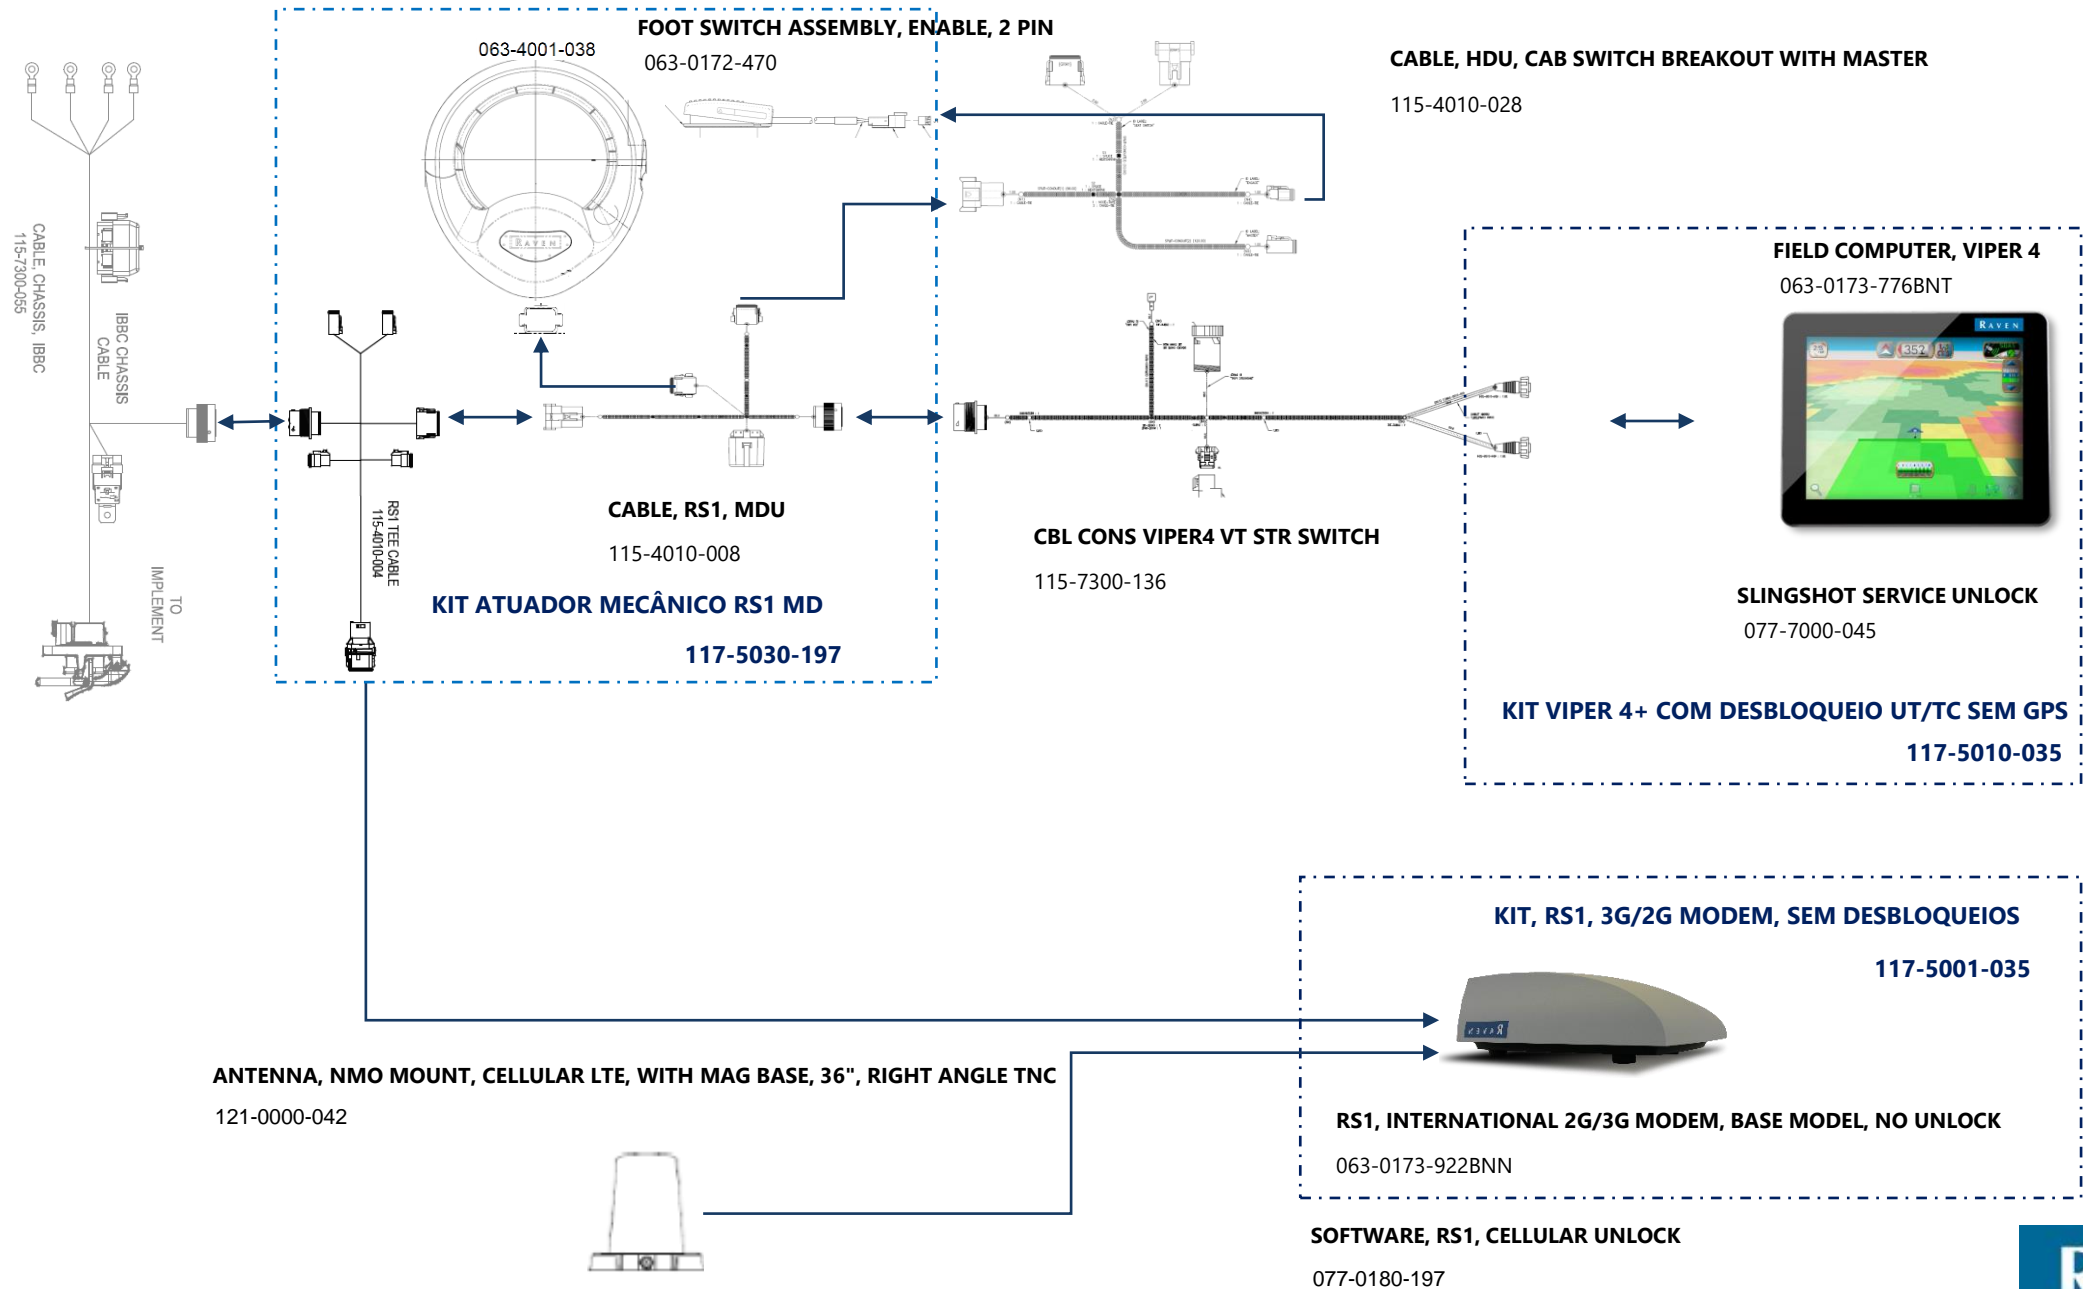 FOOT SWITCH ASSEMBLY, ENABLE, 2 PIN
063-0172-470
063-4001-038
RAVEN
CABLE, HDU, CAB SWITCH BREAKOUT WITH MASTER
115-4010-028
CABLE, CHASSIS, IBBC
115-7300-055
IBBC CHASSIS
CABLE
TO
IMPLEMENT
RS1 TEE CABLE
115-4010-004
CABLE, RS1, MDU
115-4010-008
KIT ATUADOR MECÂNICO RS1 MD
117-5030-197
CBL CONS VIPER4 VT STR SWITCH
115-7300-136
FIELD COMPUTER, VIPER 4
063-0173-776BNT
RAVEN
352
SLINGSHOT SERVICE UNLOCK
077-7000-045
KIT VIPER 4+ COM DESBLOQUEIO UT/TC SEM GPS
117-5010-035
KIT, RS1, 3G/2G MODEM, SEM DESBLOQUEIOS
117-5001-035
RAVEN
RS1, INTERNATIONAL 2G/3G MODEM, BASE MODEL, NO UNLOCK
063-0173-922BNN
ANTENNA, NMO MOUNT, CELLULAR LTE, WITH MAG BASE, 36", RIGHT ANGLE TNC
121-0000-042
SOFTWARE, RS1, CELLULAR UNLOCK
077-0180-197